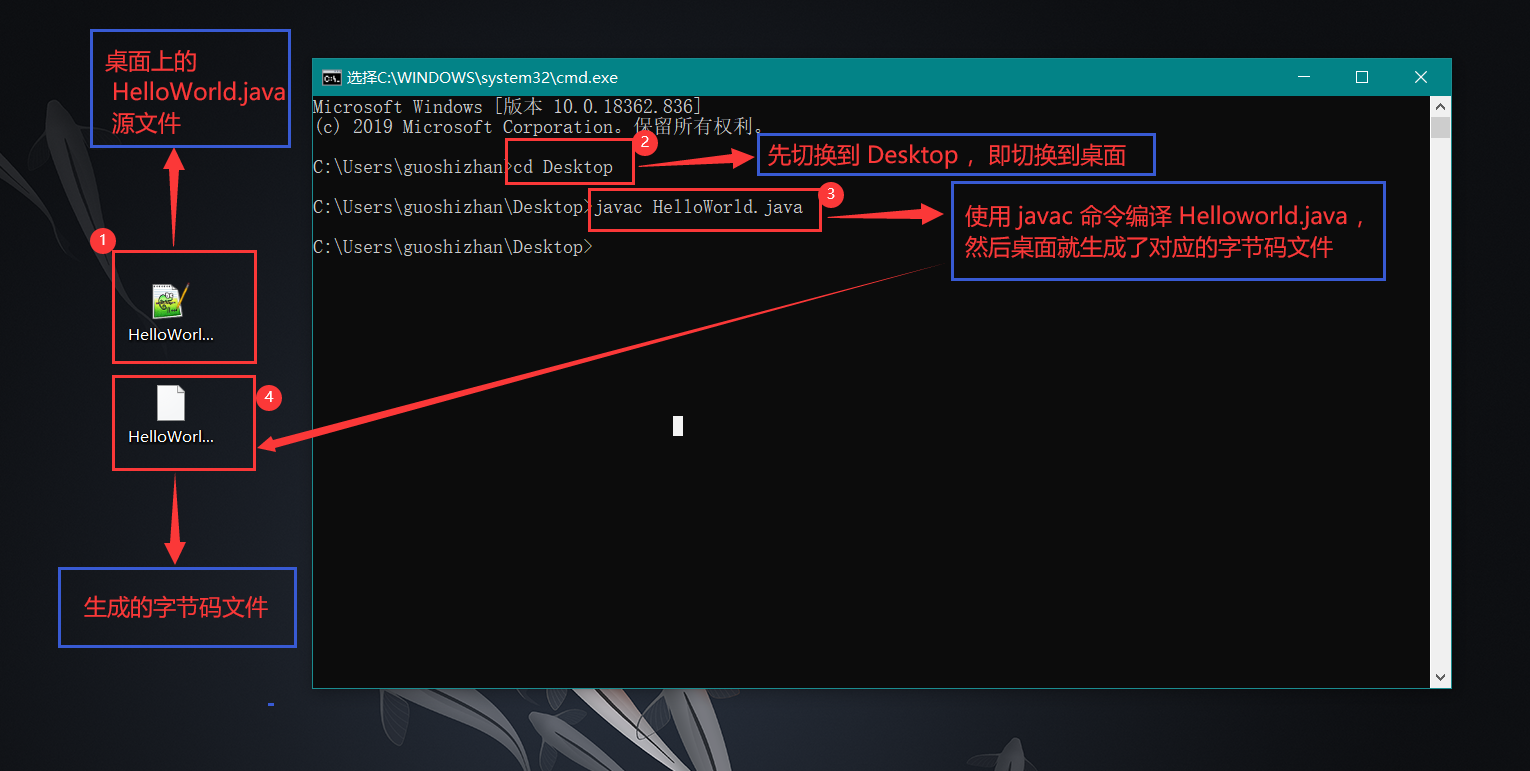 桌面上的
HelloWorld.java
源文件
选择C:\WINDOWS\system32\cmd.exe
Microsoft Windows [版本 10.0.18362.836]
(c) 2019 Microsoft Corporation。保留所有权利。
2
C:\Users\guoshizhan>cd Desktop
先切换到 Desktop ，即切换到桌面
3
C:\Users\guoshizhan\Desktop>javac HelloWorld.java
使用 javac 命令编译 Helloworld.java ，
然后桌面就生成了对应的字节码文件
C:\Users\guoshizhan\Desktop>
1
HelloWorl...
4
HelloWorl...
生成的字节码文件